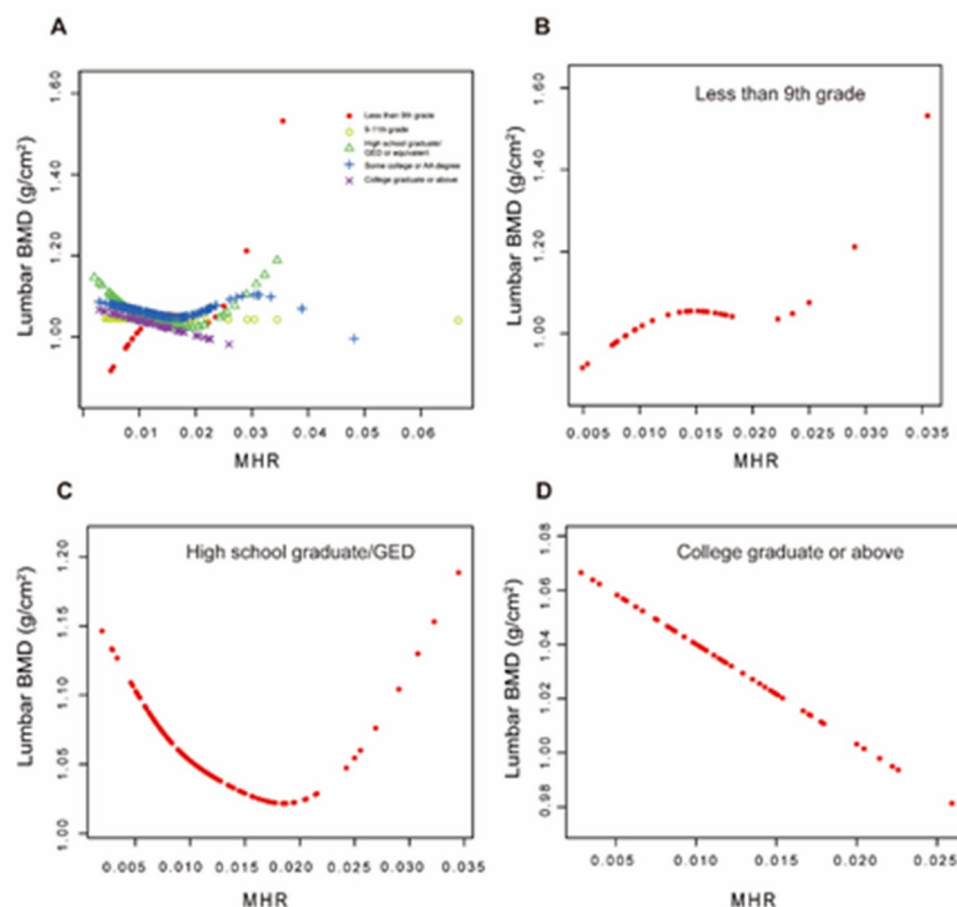 A
Lumbar BMD (g/cm²)
1.60
1.40
1.20
1.00
Less than 9th grade
9-11th grade
High school graduate/
GED or equivalent
Some college or AA degree
College graduate or above
0.01 0.02 0.03 0.04 0.05 0.06
MHR
B
Lumbar BMD (g/cm²)
1.60
1.40
1.20
1.00
Less than 9th grade
0.005 0.010 0.015 0.020 0.025 0.030 0.035
MHR
C
Lumbar BMD (g/cm²)
1.20
1.15
1.10
1.05
1.00
High school graduate/GED
0.005 0.010 0.015 0.020 0.025 0.030 0.035
MHR
D
Lumbar BMD (g/cm²)
1.08
1.06
1.04
1.02
1.00
0.98
College graduate or above
0.005 0.010 0.015 0.020 0.025
MHR